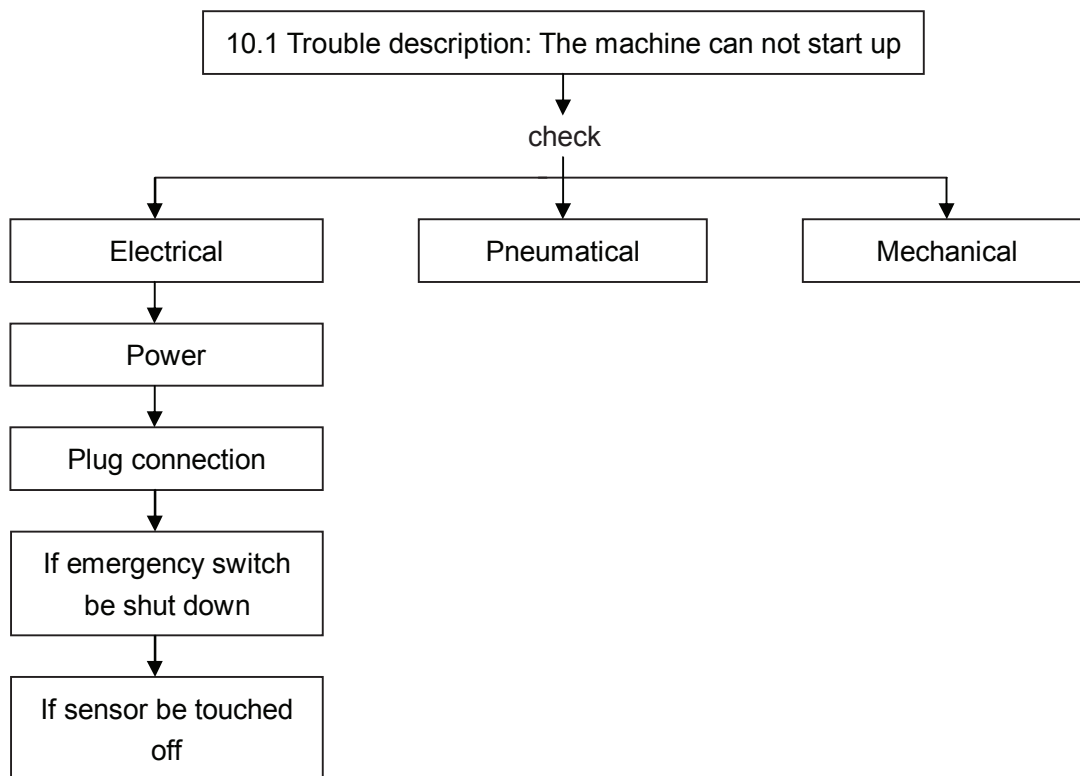 10.1 Trouble description: The machine can not start up
check
Electrical
Pneumatical
Mechanical
Power
Plug connection
If emergency switch
be shut down
If sensor be touched
off